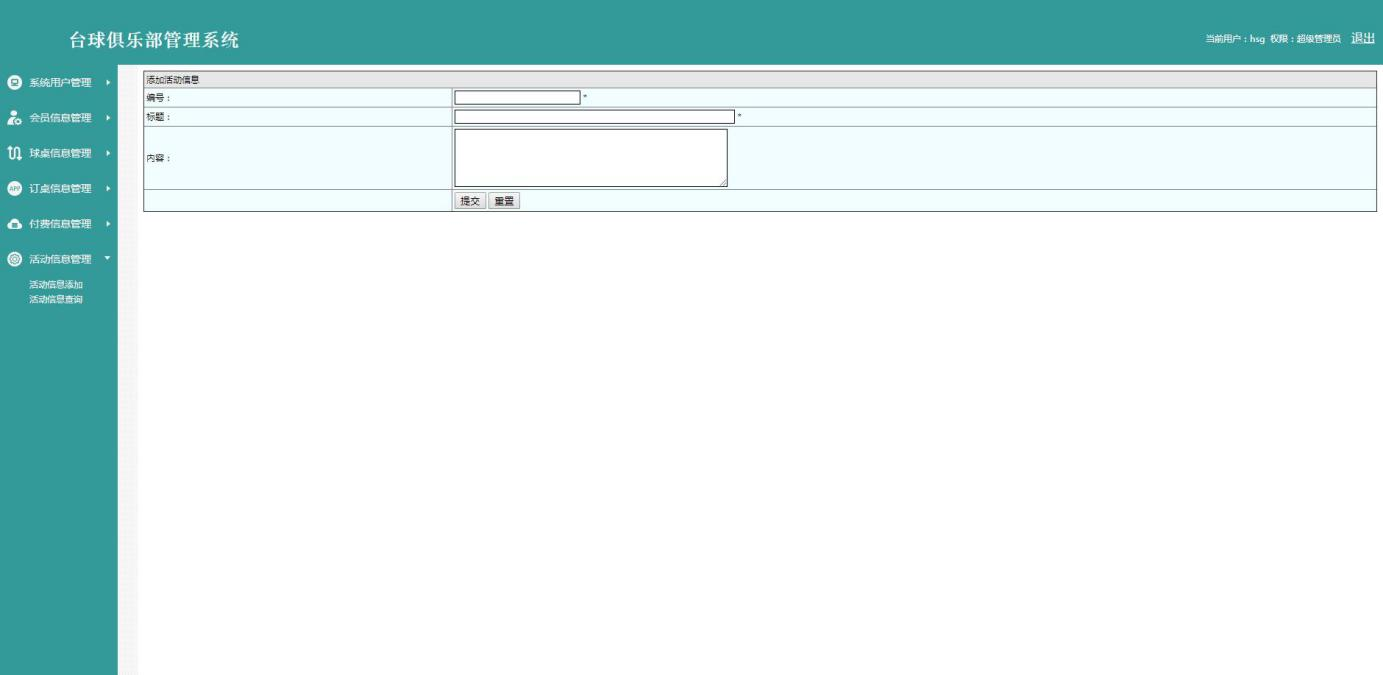 台球俱乐部管理系统
当前用户：hsg 权限：超级管理员 退出
系统用户管理
会员信息管理
球桌信息管理
APP 订桌信息管理
付费信息管理
活动信息管理
活动信息添加
活动信息查询
添加活动信息
编号： *
标题： *
内容：
提交 重置